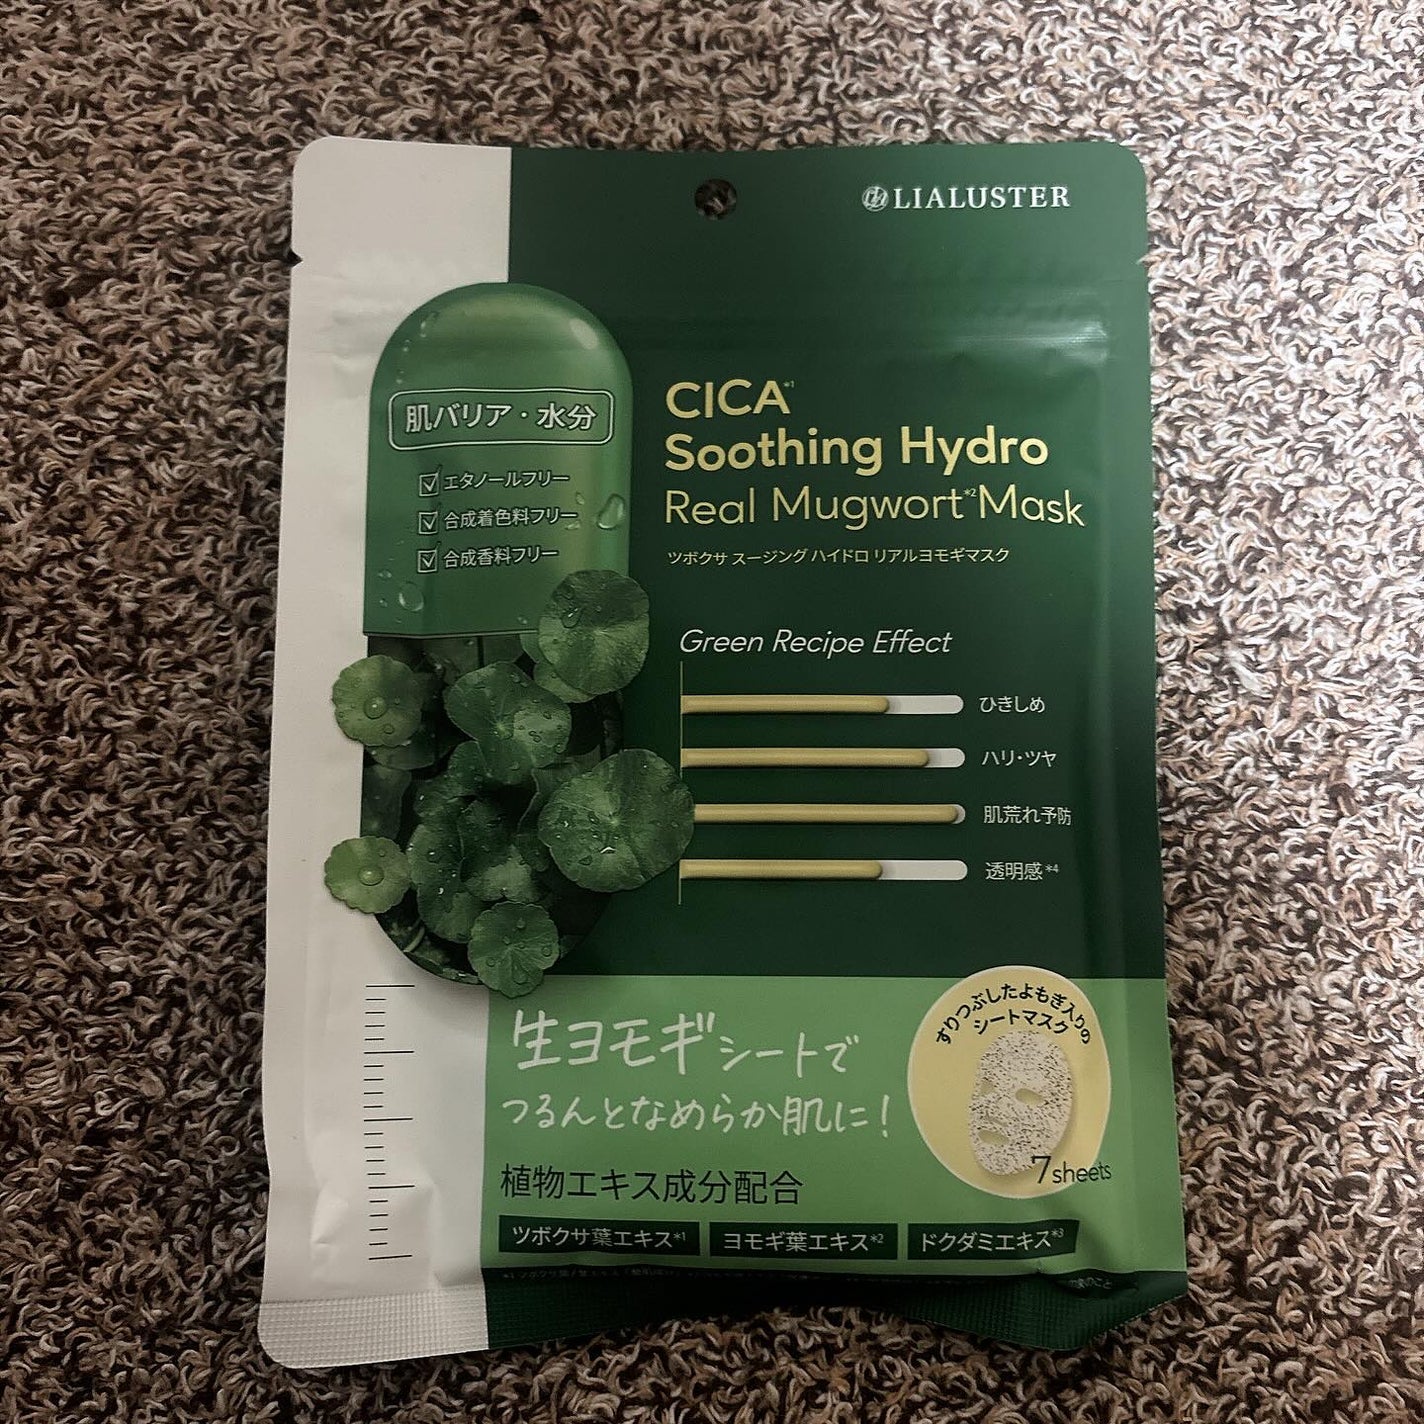 LIALUSTER
肌バリア・水分
エタノールフリー
合成着色料フリー
合成香料フリー
CICA*1
Soothing Hydro
Real Mugwort*2 Mask
ツボクサ スージング ハイドロ リアルヨモギマスク
Green Recipe Effect
ひきしめ
ハリ・ツヤ
肌荒れ予防
透明感*4
生ヨモギシートで
つるんとなめらか肌に!
すりつぶしたよもぎ入りの
シートマスク
7sheets
植物エキス成分配合
ツボクサ葉エキス*1
ヨモギ葉エキス*2
ドクダミエキス*3